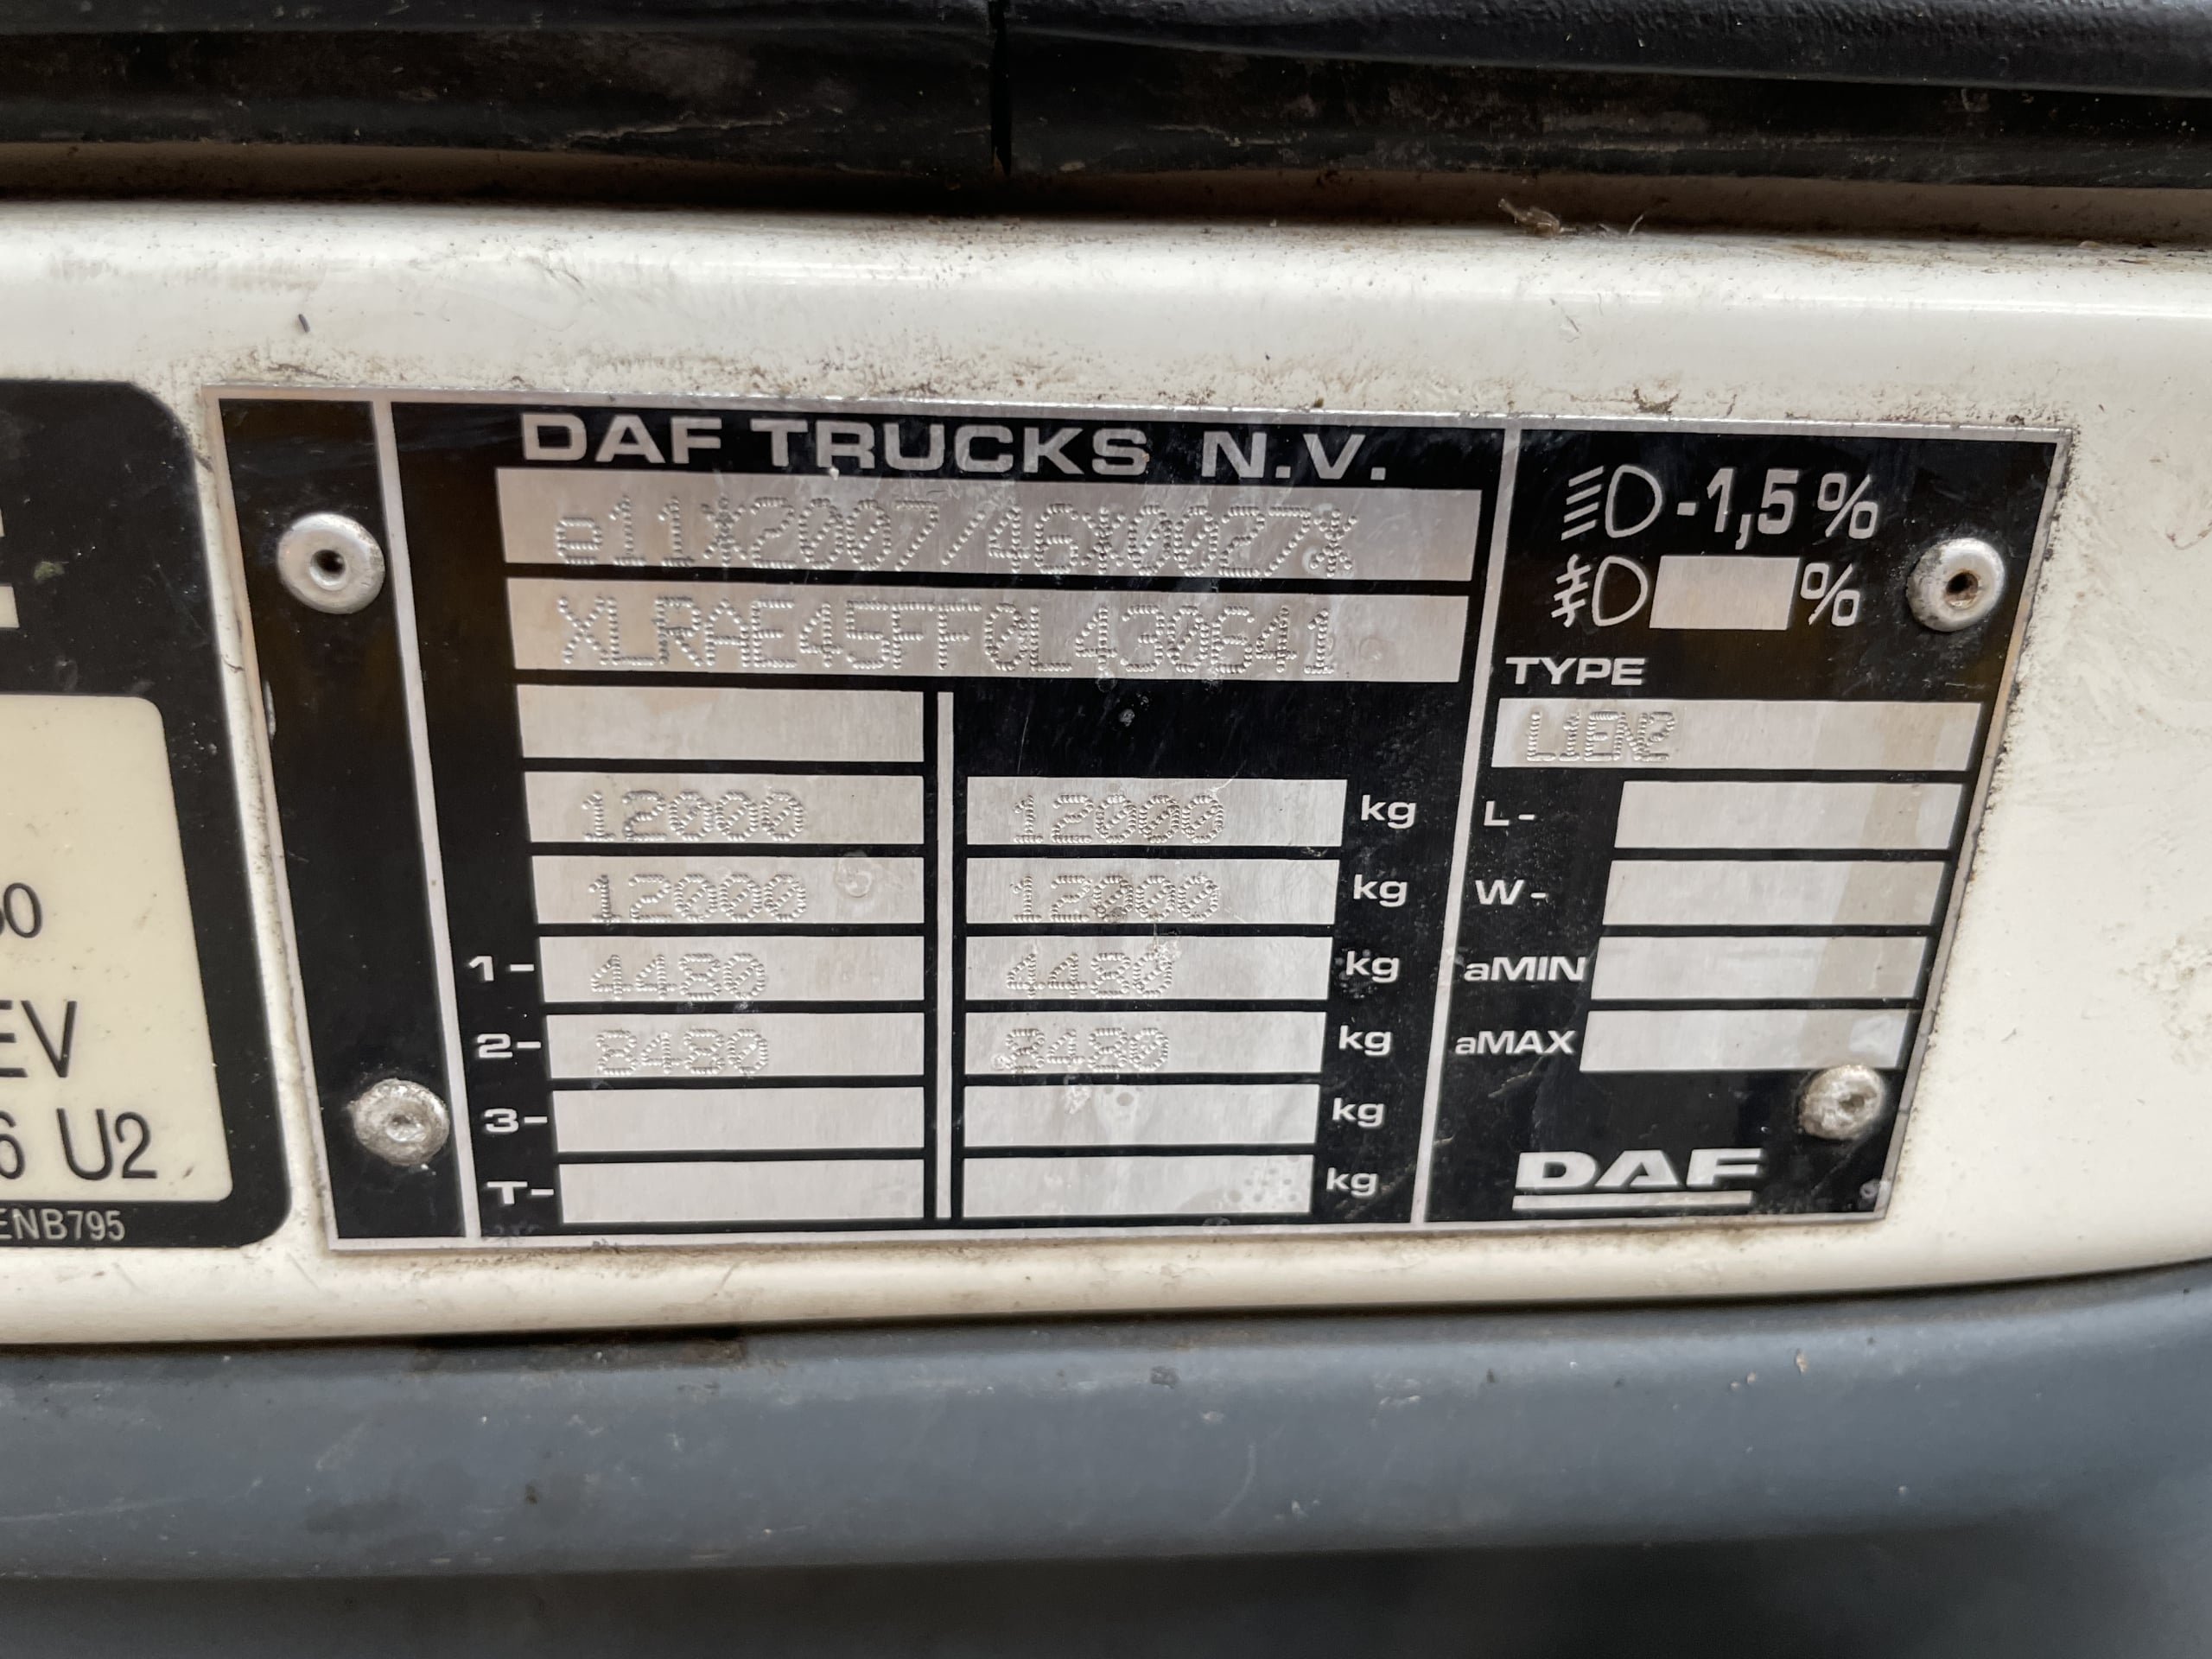 DAF TRUCKS N.V.
e11*2007/46*0027*
XLRAE45FF0L430641
12000 12000 kg
12000 12000 kg
1- 4480 4480 kg
2- 8480 8480 kg
3- kg
T- kg
-1,5%
%
TYPE
L1EN2
L-
W-
aMIN
aMAX
DAF
EV
6 U2
ENB795